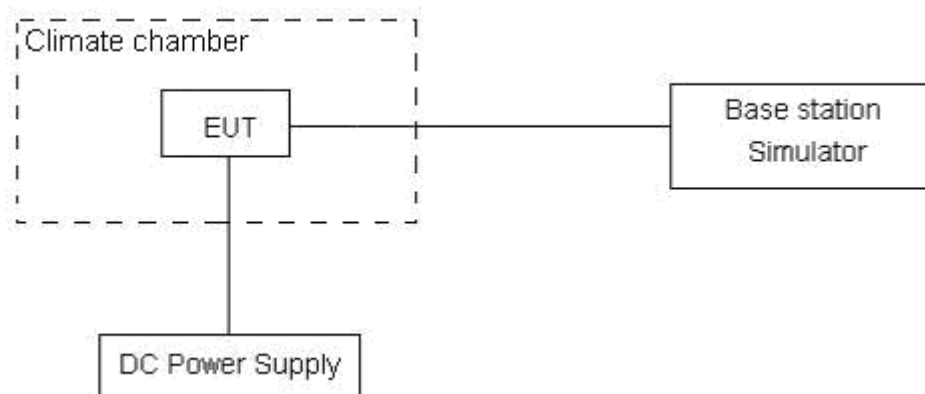 Climate chamber
EUT
Base station
Simulator
DC Power Supply